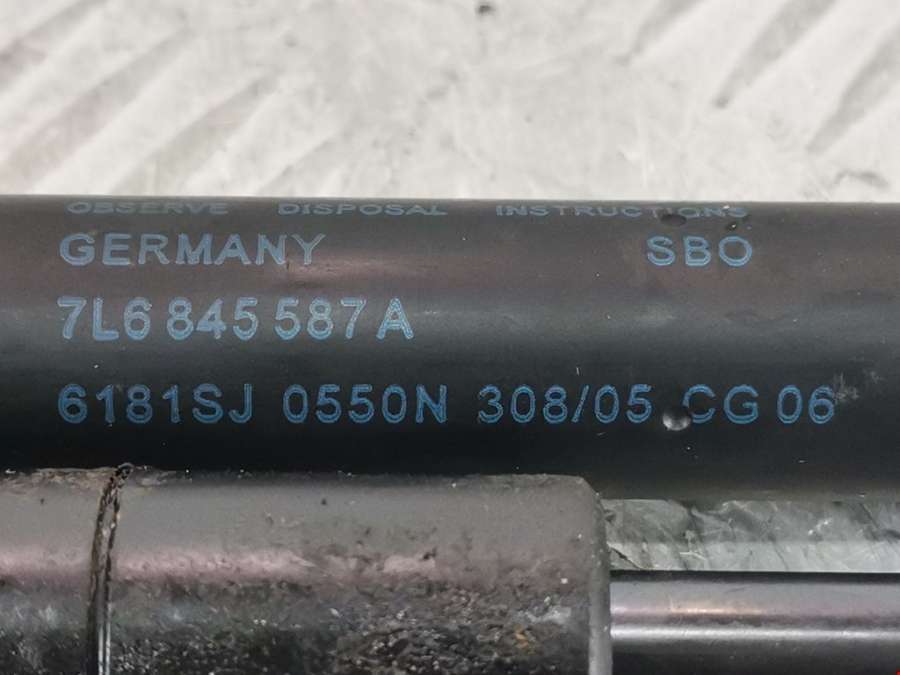 OBSERVE DISPOSAL INSTRUCTIONS
GERMANY SBO
7L6 845 587 A
6181SJ 0550N 308/05 CG 06